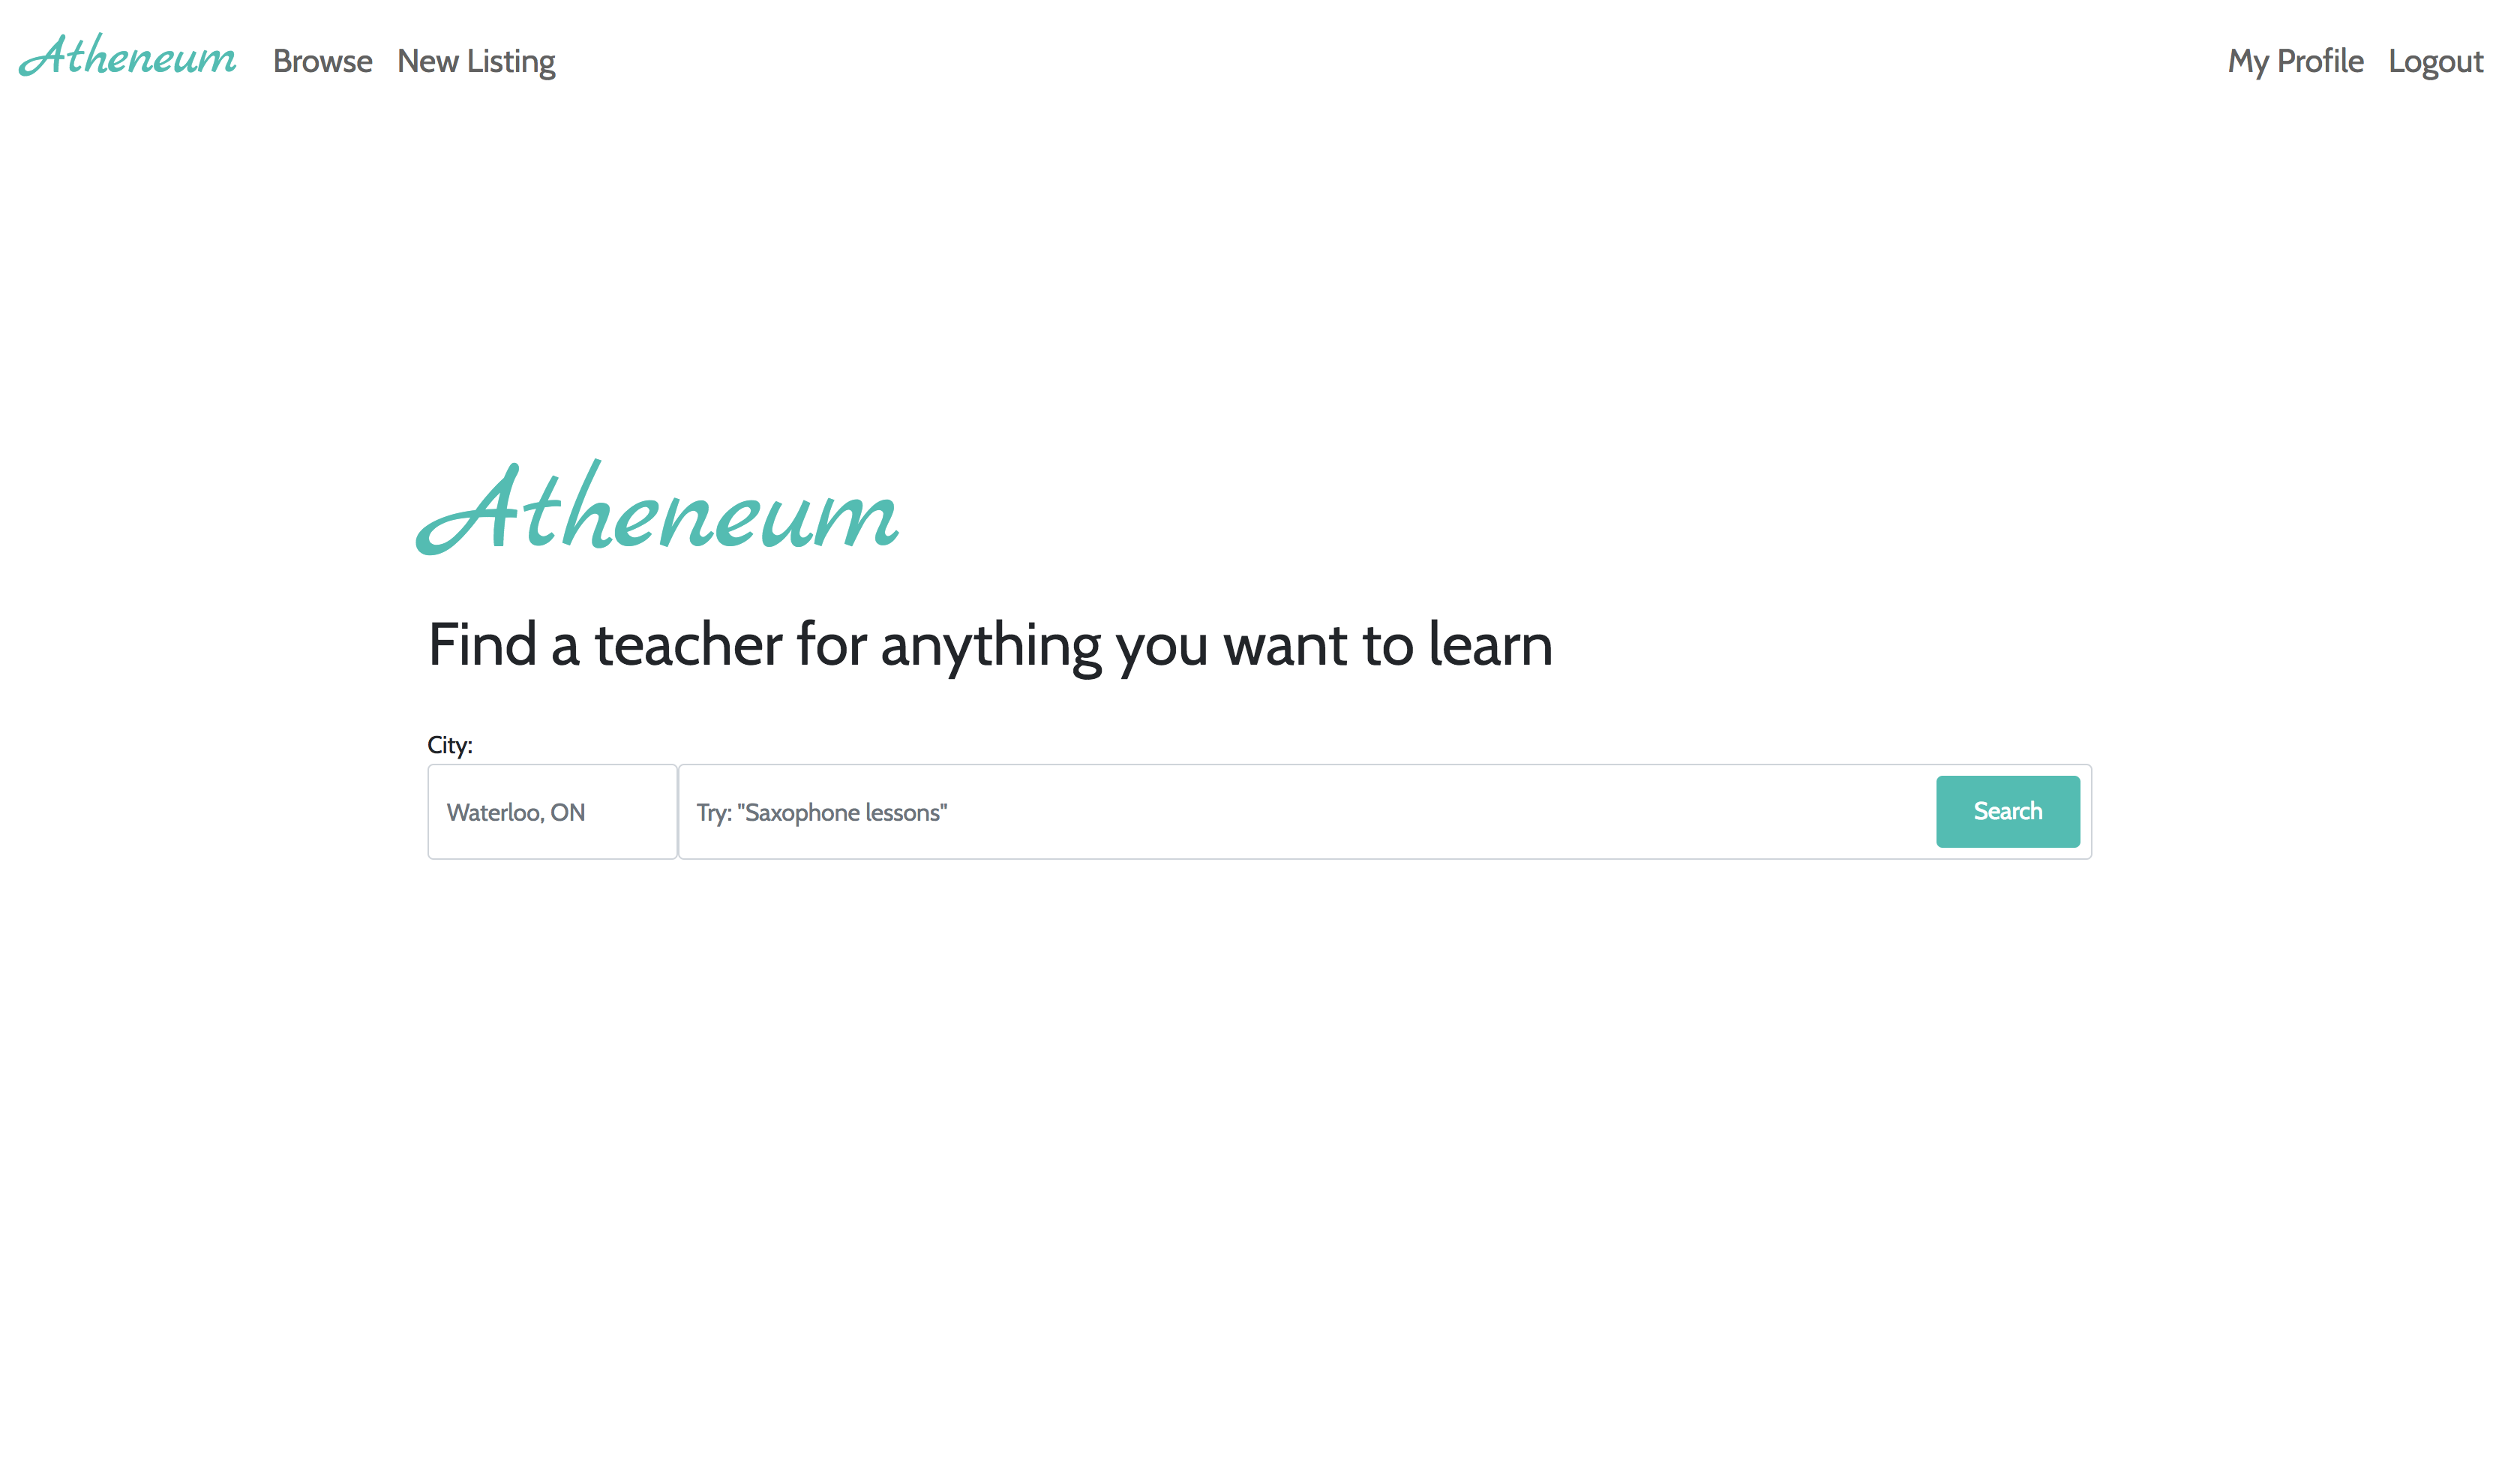 Atheneum Browse New Listing My Profile Logout
Atheneum
Find a teacher for anything you want to learn
City:
Waterloo, ON Try: "Saxophone lessons" Search